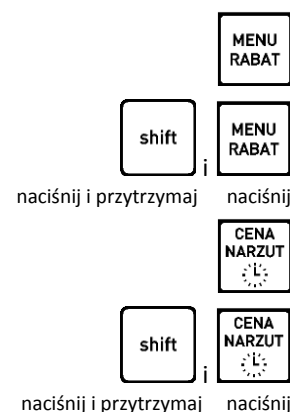 MENU
RABAT
shift i MENU
RABAT
naciśnij i przytrzymaj naciśnij
CENA
NARZUT
shift i CENA
NARZUT
naciśnij i przytrzymaj naciśnij